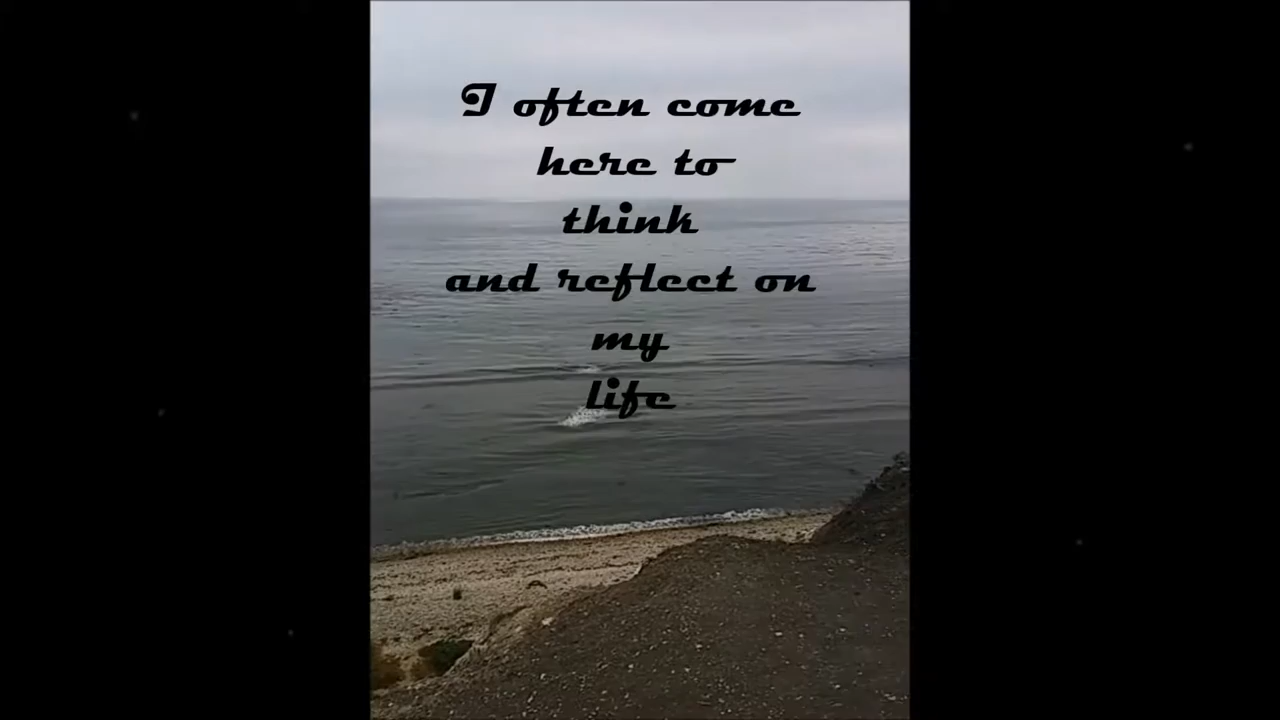 I often come
here to
think
and reflect on
my
life